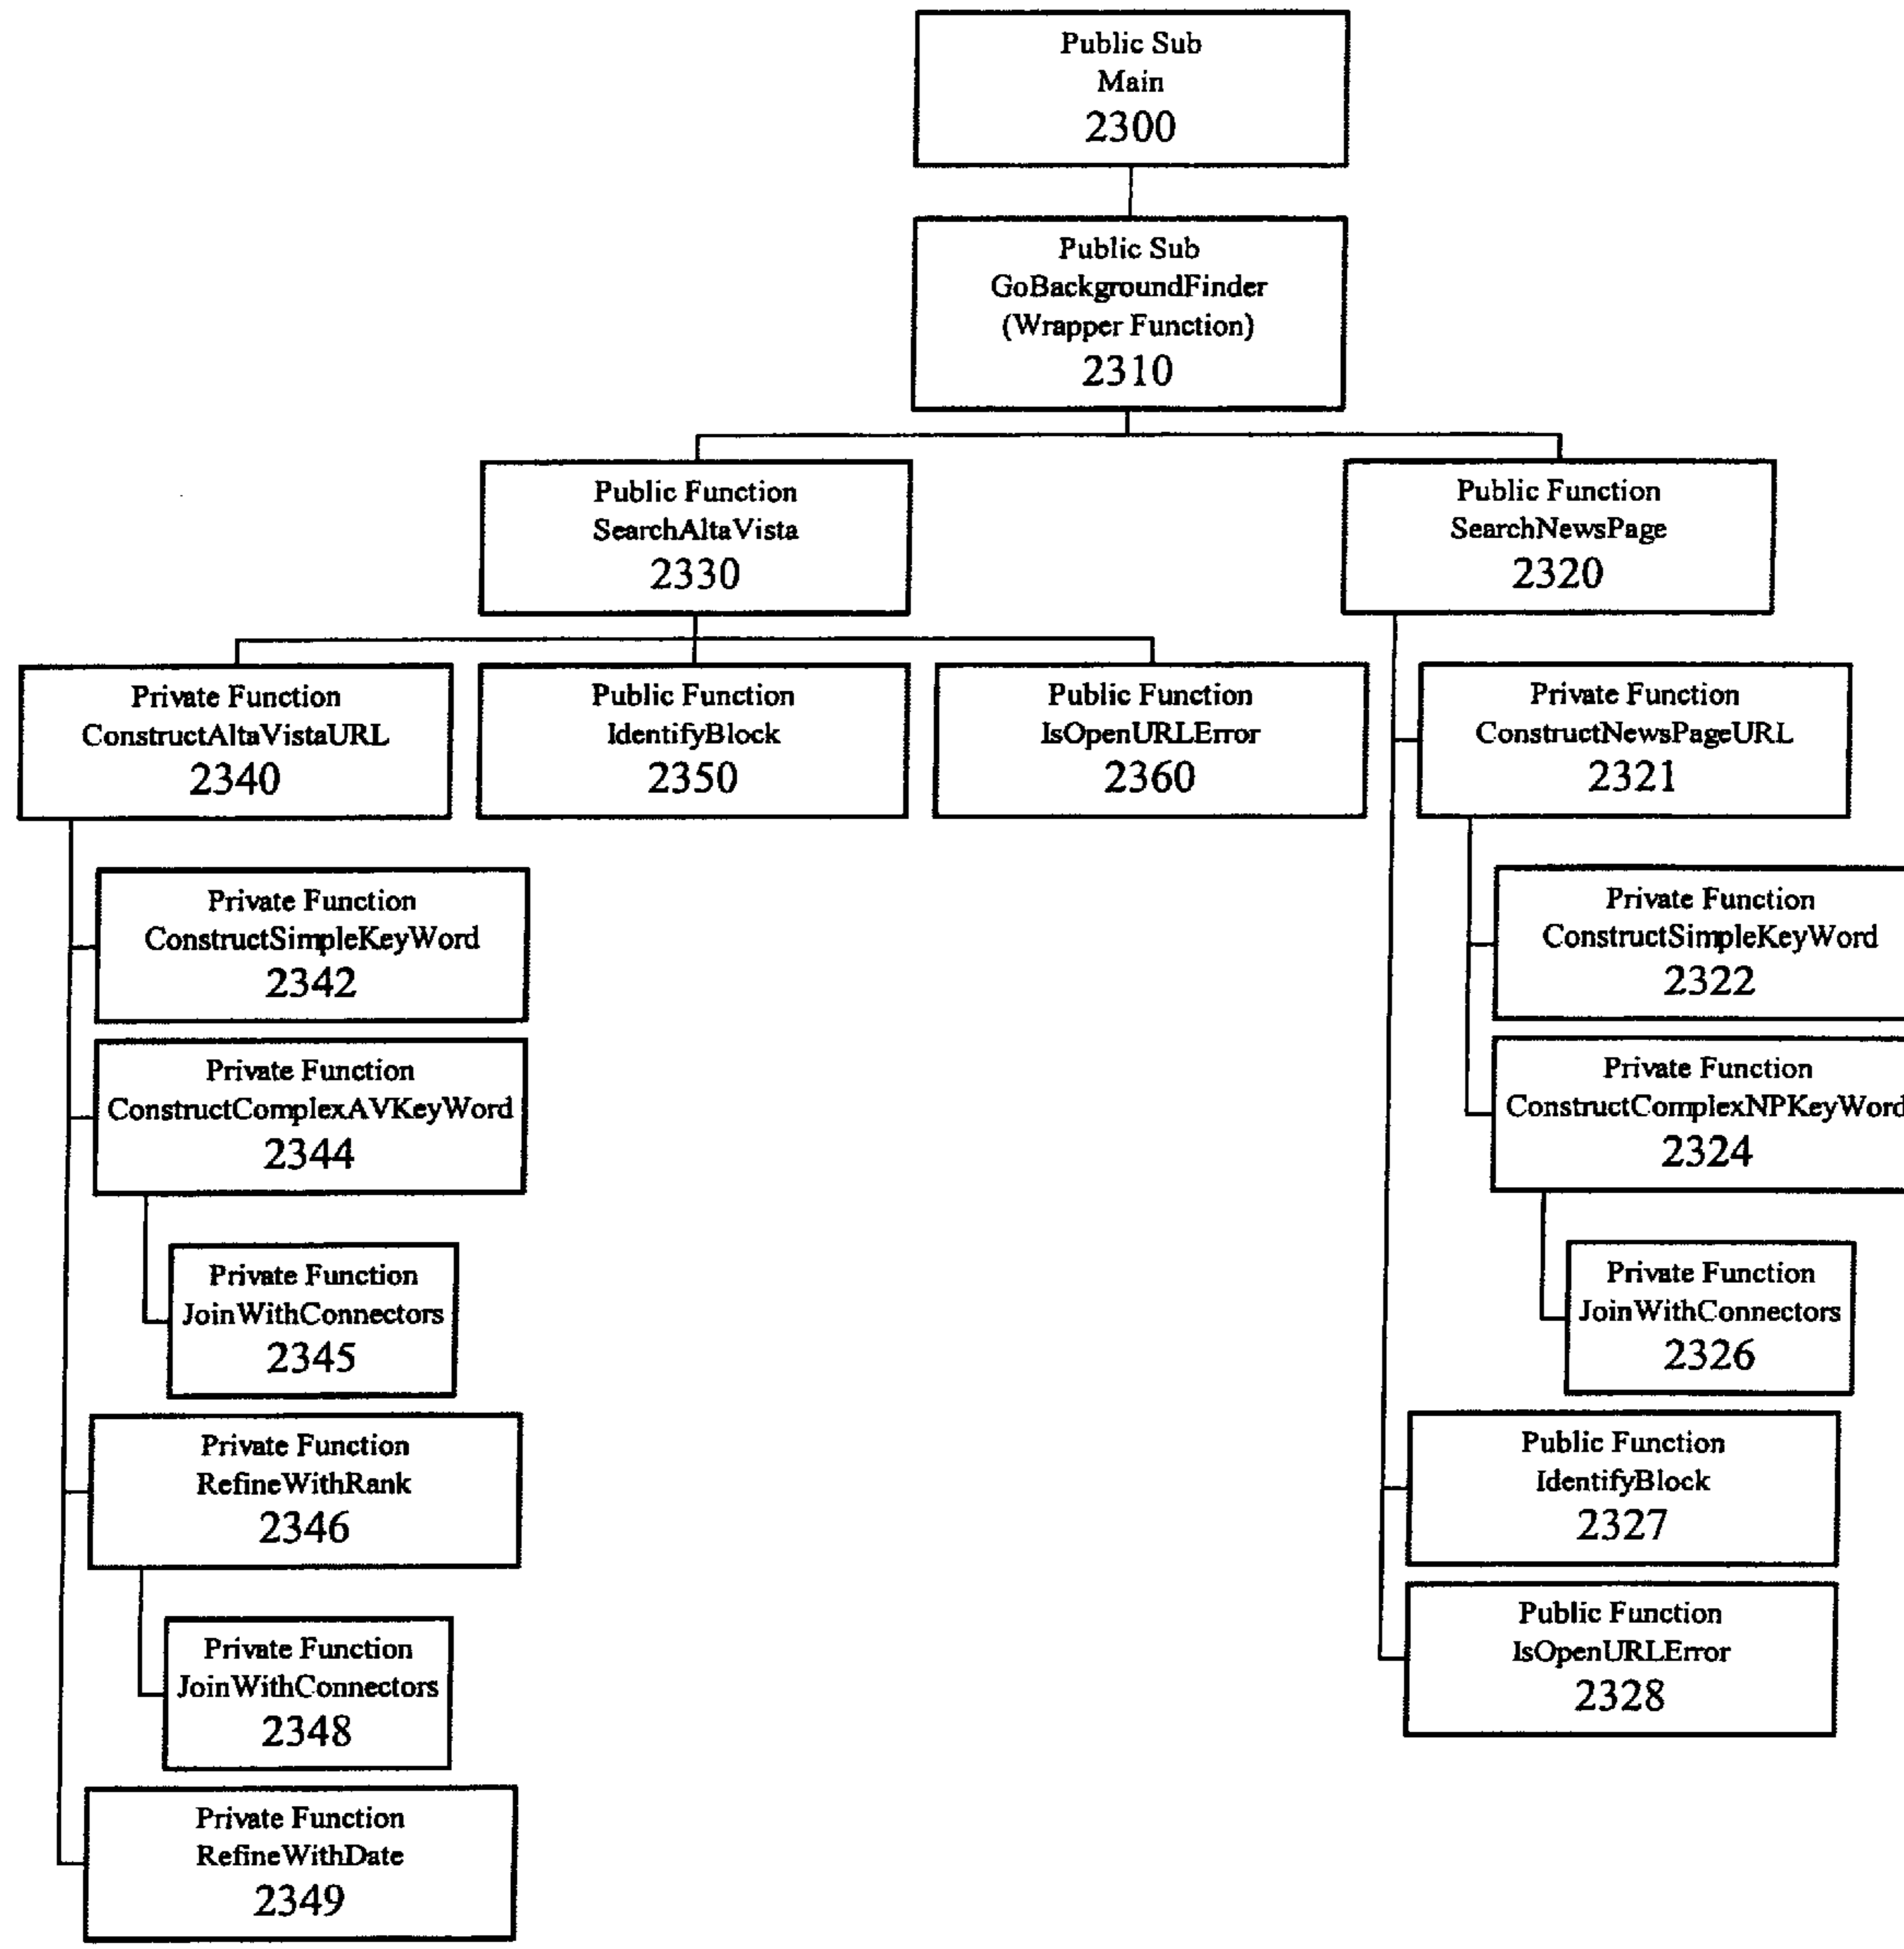 Public Sub
Main
2300
Public Sub
GoBackgroundFinder
(Wrapper Function)
2310
Public Function
SearchAltaVista
2330
Public Function
SearchNewsPage
2320
Private Function
ConstructAltaVistaURL
2340
Public Function
IdentifyBlock
2350
Public Function
IsOpenURLError
2360
Private Function
ConstructNewsPageURL
2321
Private Function
ConstructSimpleKeyWord
2342
Private Function
ConstructSimpleKeyWord
2322
Private Function
ConstructComplexAVKeyWord
2344
Private Function
ConstructComplexNPKeyWord
2324
Private Function
JoinWithConnectors
2345
Private Function
JoinWithConnectors
2326
Private Function
RefineWithRank
2346
Public Function
IdentifyBlock
2327
Private Function
JoinWithConnectors
2348
Public Function
IsOpenURLError
2328
Private Function
RefineWithDate
2349